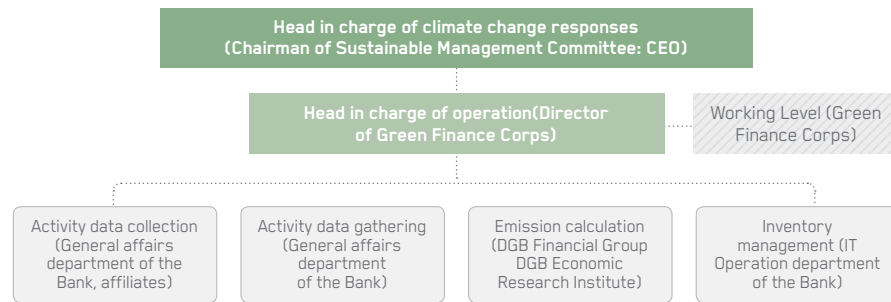 Head in charge of climate change responses
(Chairman of Sustainable Management Committee: CEO)
Head in charge of operation(Director
of Green Finance Corps)
Working Level (Green
Finance Corps)
Activity data collection
(General affairs
department of the
Bank, affiliates)
Activity data gathering
(General affairs
department
of the Bank)
Emission calculation
(DGB Financial Group
DGB Economic
Research Institute)
Inventory
management (IT
Operation department
of the Bank)